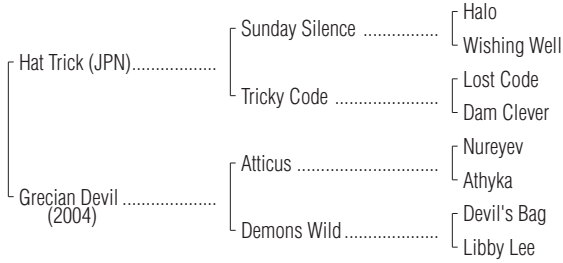 Halo
Sunday Silence ..................
Wishing Well
Hat Trick (JPN)....................
Lost Code
Tricky Code .........................
Dam Clever
Nureyev
Atticus ..................................
Athyka
Grecian Devil ......................
(2004)
Devil's Bag
Demons Wild.......................
Libby Lee